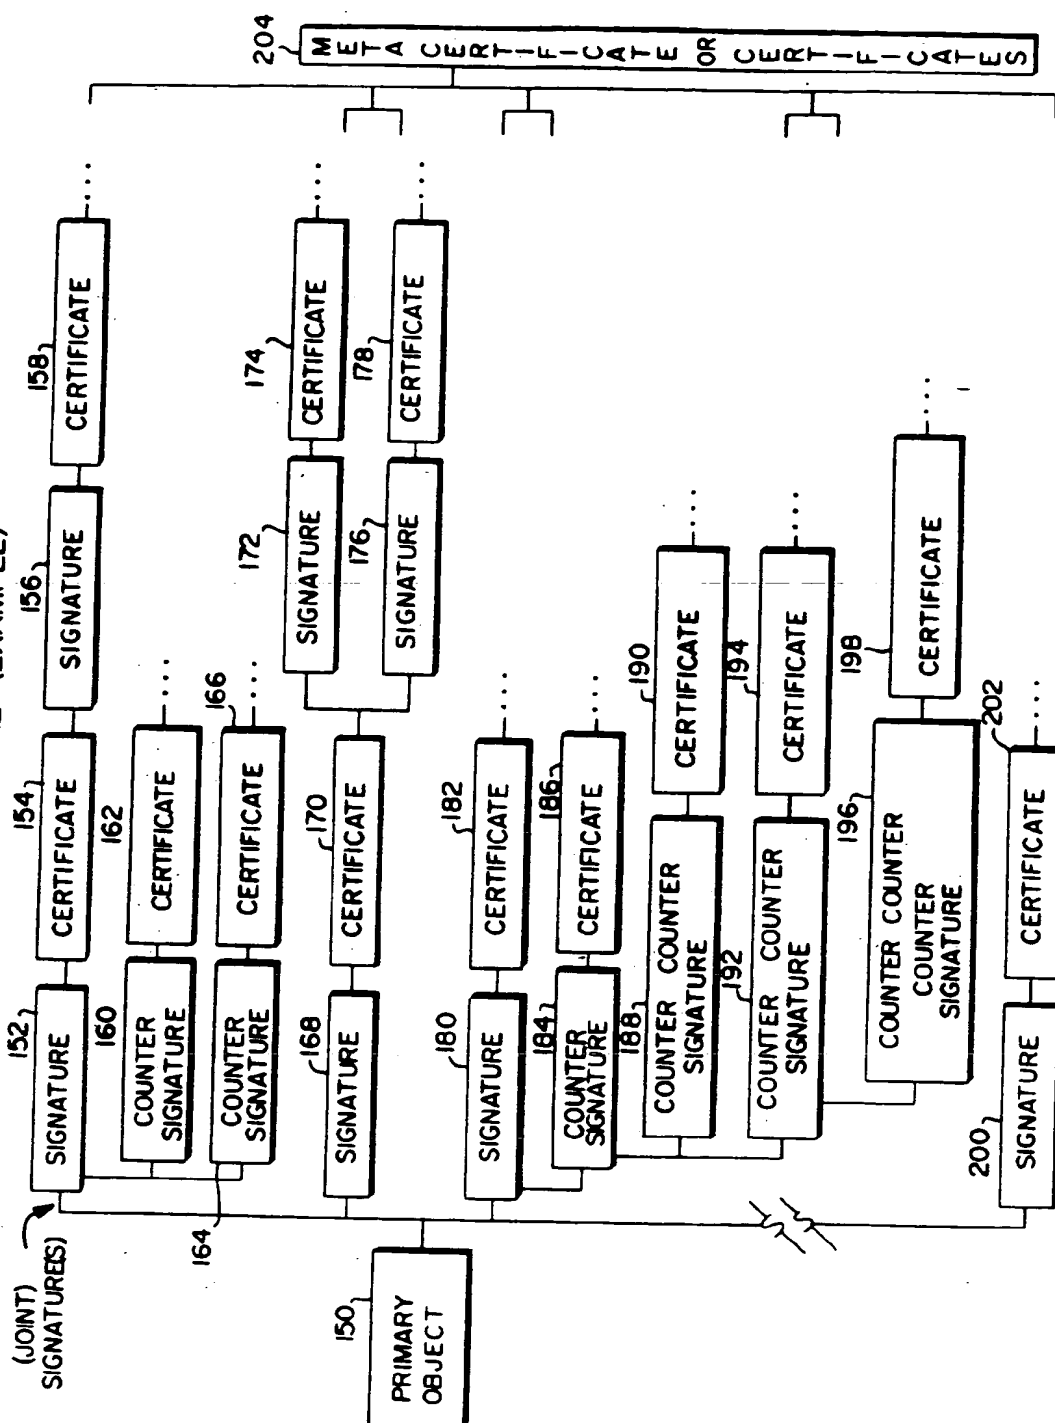 (JOINT)
SIGNATURE(S)
150
PRIMARY
OBJECT
152
SIGNATURE
154
CERTIFICATE
156
SIGNATURE
158
CERTIFICATE
....
160
COUNTER
SIGNATURE
162
CERTIFICATE
....
164
COUNTER
SIGNATURE
166
CERTIFICATE
....
168
SIGNATURE
170
CERTIFICATE
172
SIGNATURE
174
CERTIFICATE
....
176
SIGNATURE
178
CERTIFICATE
....
180
SIGNATURE
182
CERTIFICATE
....
184
COUNTER
SIGNATURE
186
CERTIFICATE
....
188
COUNTER COUNTER
SIGNATURE
190
CERTIFICATE
....
192
COUNTER COUNTER
SIGNATURE
194
CERTIFICATE
....
196
COUNTER COUNTER
COUNTER
SIGNATURE
198
CERTIFICATE
....
200
SIGNATURE
202
CERTIFICATE
....
204
META CERTIFICATE OR CERTIFICATES